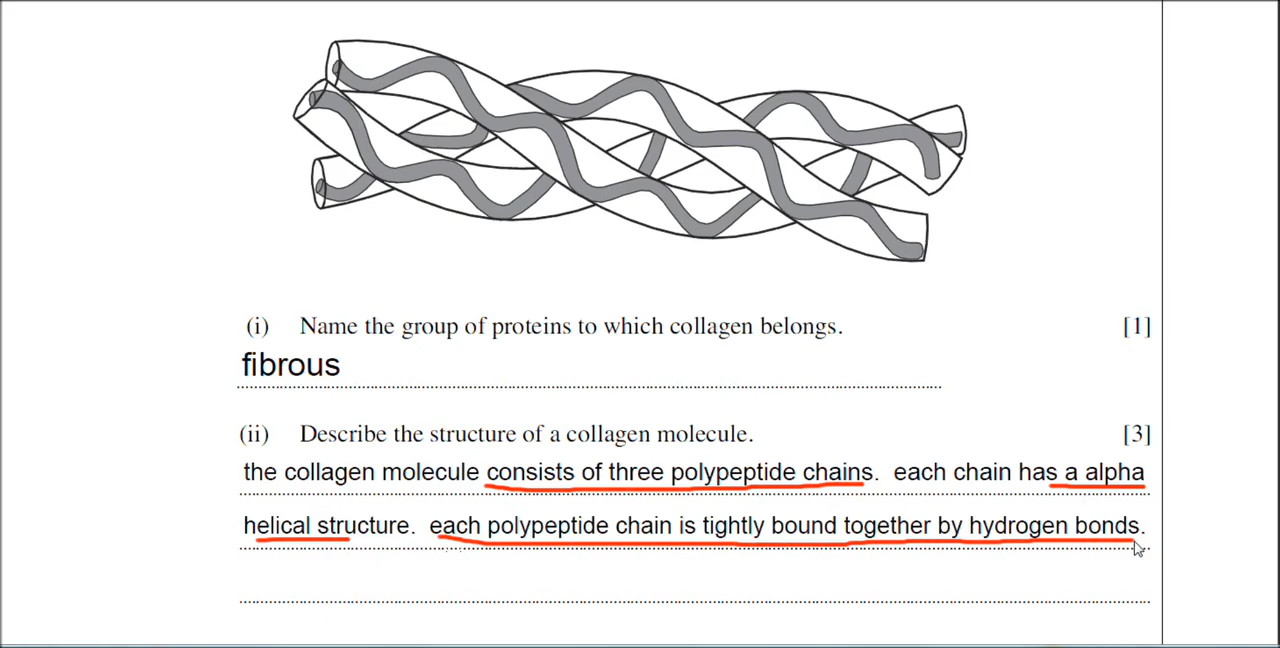 (i) Name the group of proteins to which collagen belongs. [1]
fibrous
(ii) Describe the structure of a collagen molecule. [3]
the collagen molecule consists of three polypeptide chains. each chain has a alpha
helical structure. each polypeptide chain is tightly bound together by hydrogen bonds.